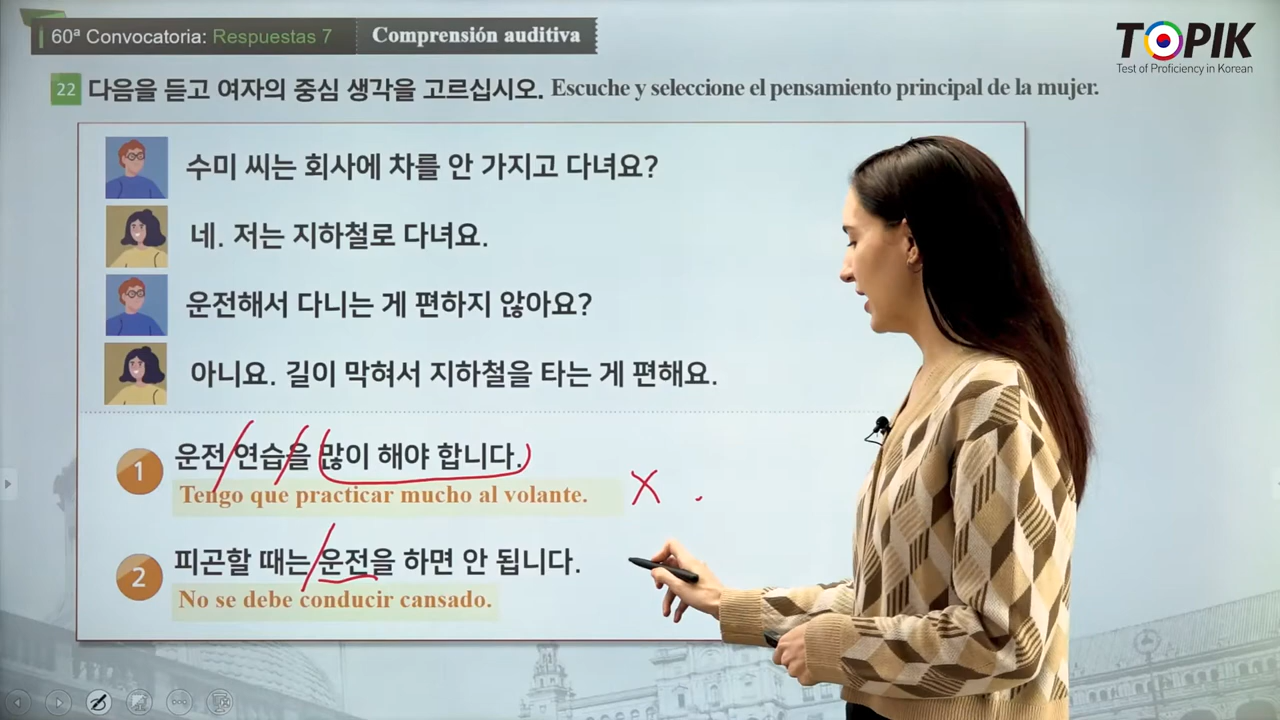 60ª Convocatoria: Respuestas 7 Comprensión auditiva
TOPIK
Test of Proficiency in Korean
22 다음을 듣고 여자의 중심 생각을 고르십시오. Escuche y seleccione el pensamiento principal de la mujer.
수미 씨는 회사에 차를 안 가지고 다녀요?
네. 저는 지하철로 다녀요.
운전해서 다니는 게 편하지 않아요?
아니요. 길이 막혀서 지하철을 타는 게 편해요.
1 운전 연습을 많이 해야 합니다.
Tengo que practicar mucho al volante.
X .
2 피곤할 때는 운전을 하면 안 됩니다.
No se debe conducir cansado.